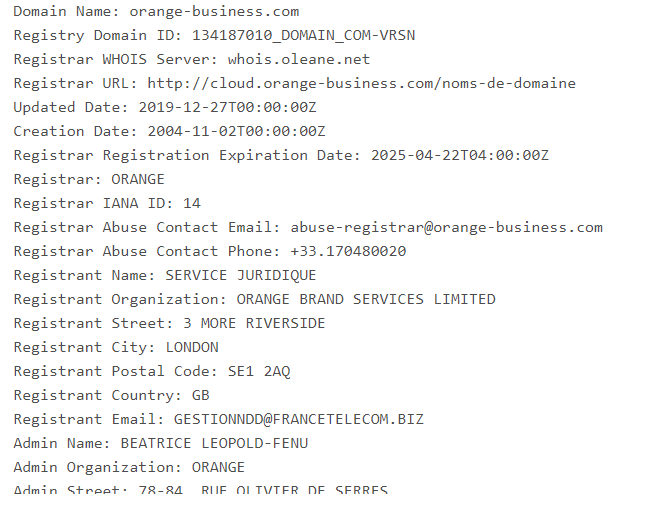 Domain Name: orange-business.com
Registry Domain ID: 134187010_DOMAIN_COM-VRSN
Registrar WHOIS Server: whois.oleane.net
Registrar URL: http://cloud.orange-business.com/noms-de-domaine
Updated Date: 2019-12-27T00:00:00Z
Creation Date: 2004-11-02T00:00:00Z
Registrar Registration Expiration Date: 2025-04-22T04:00:00Z
Registrar: ORANGE
Registrar IANA ID: 14
Registrar Abuse Contact Email: abuse-registrar@orange-business.com
Registrar Abuse Contact Phone: +33.170480020
Registrant Name: SERVICE JURIDIQUE
Registrant Organization: ORANGE BRAND SERVICES LIMITED
Registrant Street: 3 MORE RIVERSIDE
Registrant City: LONDON
Registrant Postal Code: SE1 2AQ
Registrant Country: GB
Registrant Email: GESTIONNDD@FRANCETELECOM.BIZ
Admin Name: BEATRICE LEOPOLD-FENU
Admin Organization: ORANGE
Admin Street: 78-84  RUE OLIVIER DE SERRES